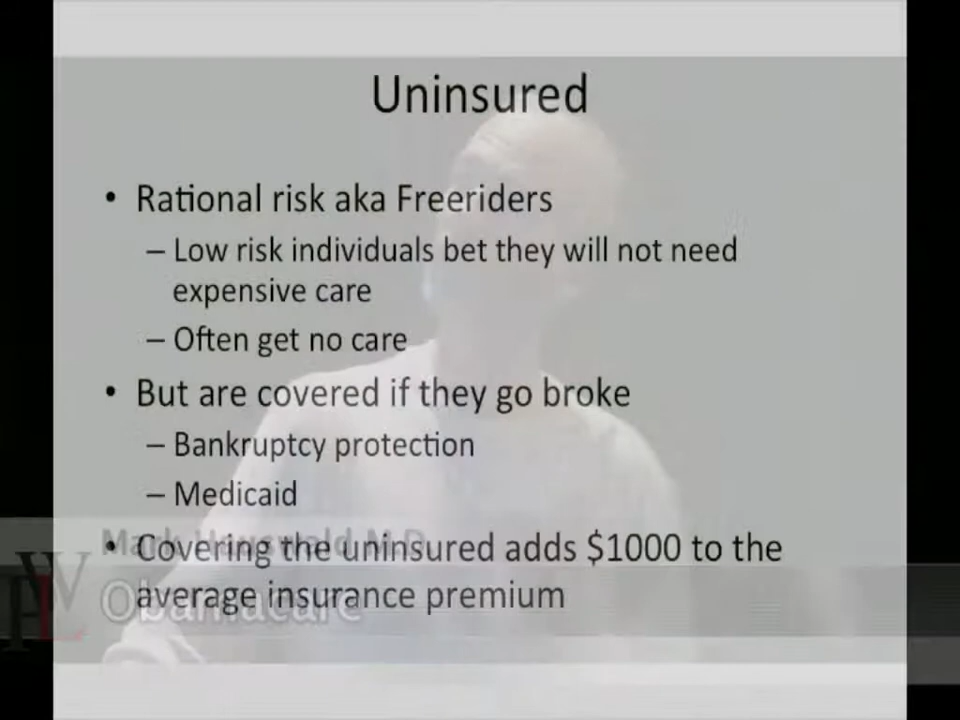 Uninsured
• Rational risk aka Freeriders
– Low risk individuals bet they will not need
expensive care
– Often get no care
• But are covered if they go broke
– Bankruptcy protection
– Medicaid
• Covering the uninsured adds $1000 to the
average insurance premium
Mark M.D.
Obamacare